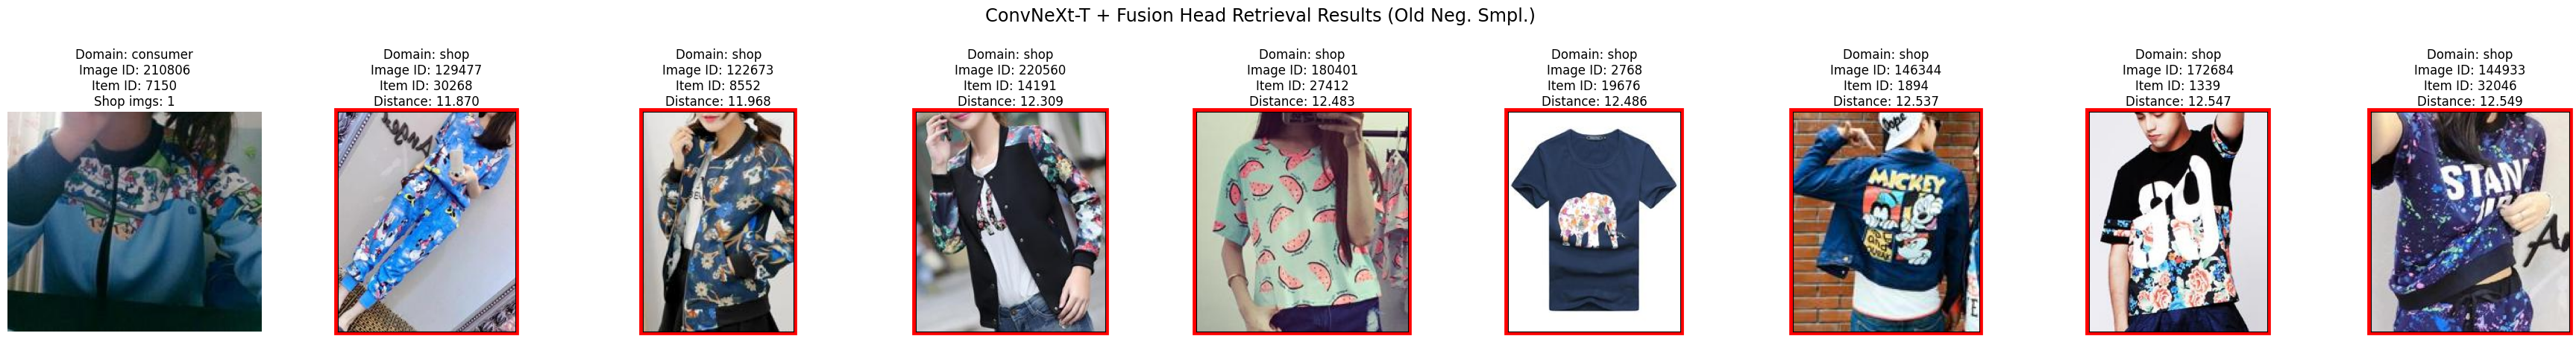 ConvNeXt-T + Fusion Head Retrieval Results (Old Neg. Smpl.)
Domain: consumer
Image ID: 210806
Item ID: 7150
Shop imgs: 1
Domain: shop
Image ID: 129477
Item ID: 30268
Distance: 11.870
Domain: shop
Image ID: 122673
Item ID: 8552
Distance: 11.968
Domain: shop
Image ID: 220560
Item ID: 14191
Distance: 12.309
Domain: shop
Image ID: 180401
Item ID: 27412
Distance: 12.483
Domain: shop
Image ID: 2768
Item ID: 19676
Distance: 12.486
Domain: shop
Image ID: 146344
Item ID: 1894
Distance: 12.537
Domain: shop
Image ID: 172684
Item ID: 1339
Distance: 12.547
Domain: shop
Image ID: 144933
Item ID: 32046
Distance: 12.549
Dope
MICKEY
and
STAN